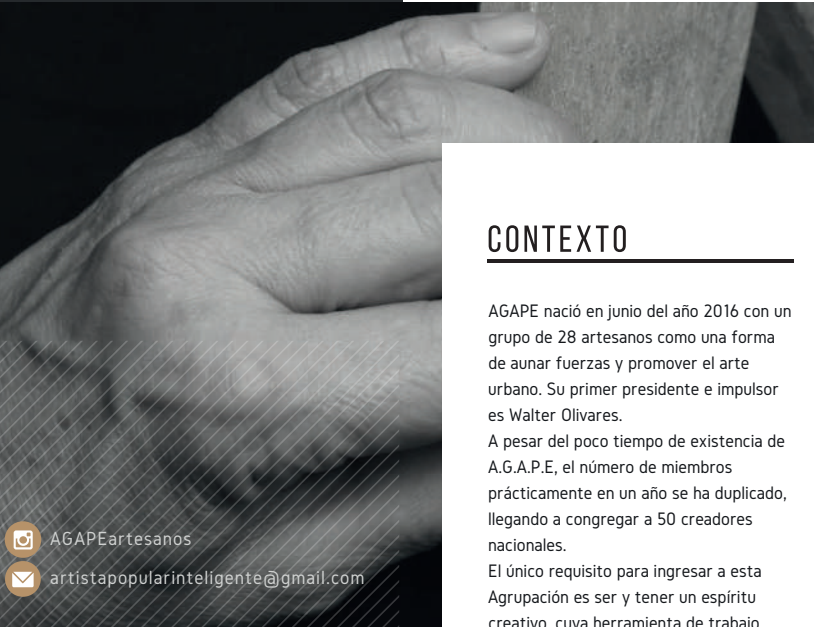 CONTEXTO
AGAPE nació en junio del año 2016 con un
grupo de 28 artesanos como una forma
de aunar fuerzas y promover el arte
urbano. Su primer presidente e impulsor
es Walter Olivares.
A pesar del poco tiempo de existencia de
A.G.A.P.E, el número de miembros
prácticamente en un año se ha duplicado,
llegando a congregar a 50 creadores
nacionales.
El único requisito para ingresar a esta
Agrupación es ser y tener un espíritu
creativo, cuya herramienta de trabajo
AGAPEartesanos
artistapopularinteligente@gmail.com